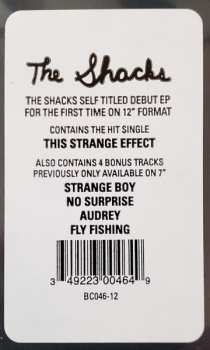 The Shacks
THE SHACKS SELF TITLED DEBUT EP
FOR THE FIRST TIME ON 12" FORMAT
CONTAINS THE HIT SINGLE
THIS STRANGE EFFECT
ALSO CONTAINS 4 BONUS TRACKS
PREVIOUSLY ONLY AVAILABLE ON 7"
STRANGE BOY
NO SURPRISE
AUDREY
FLY FISHING
3 49223 00464 9
BC046-12